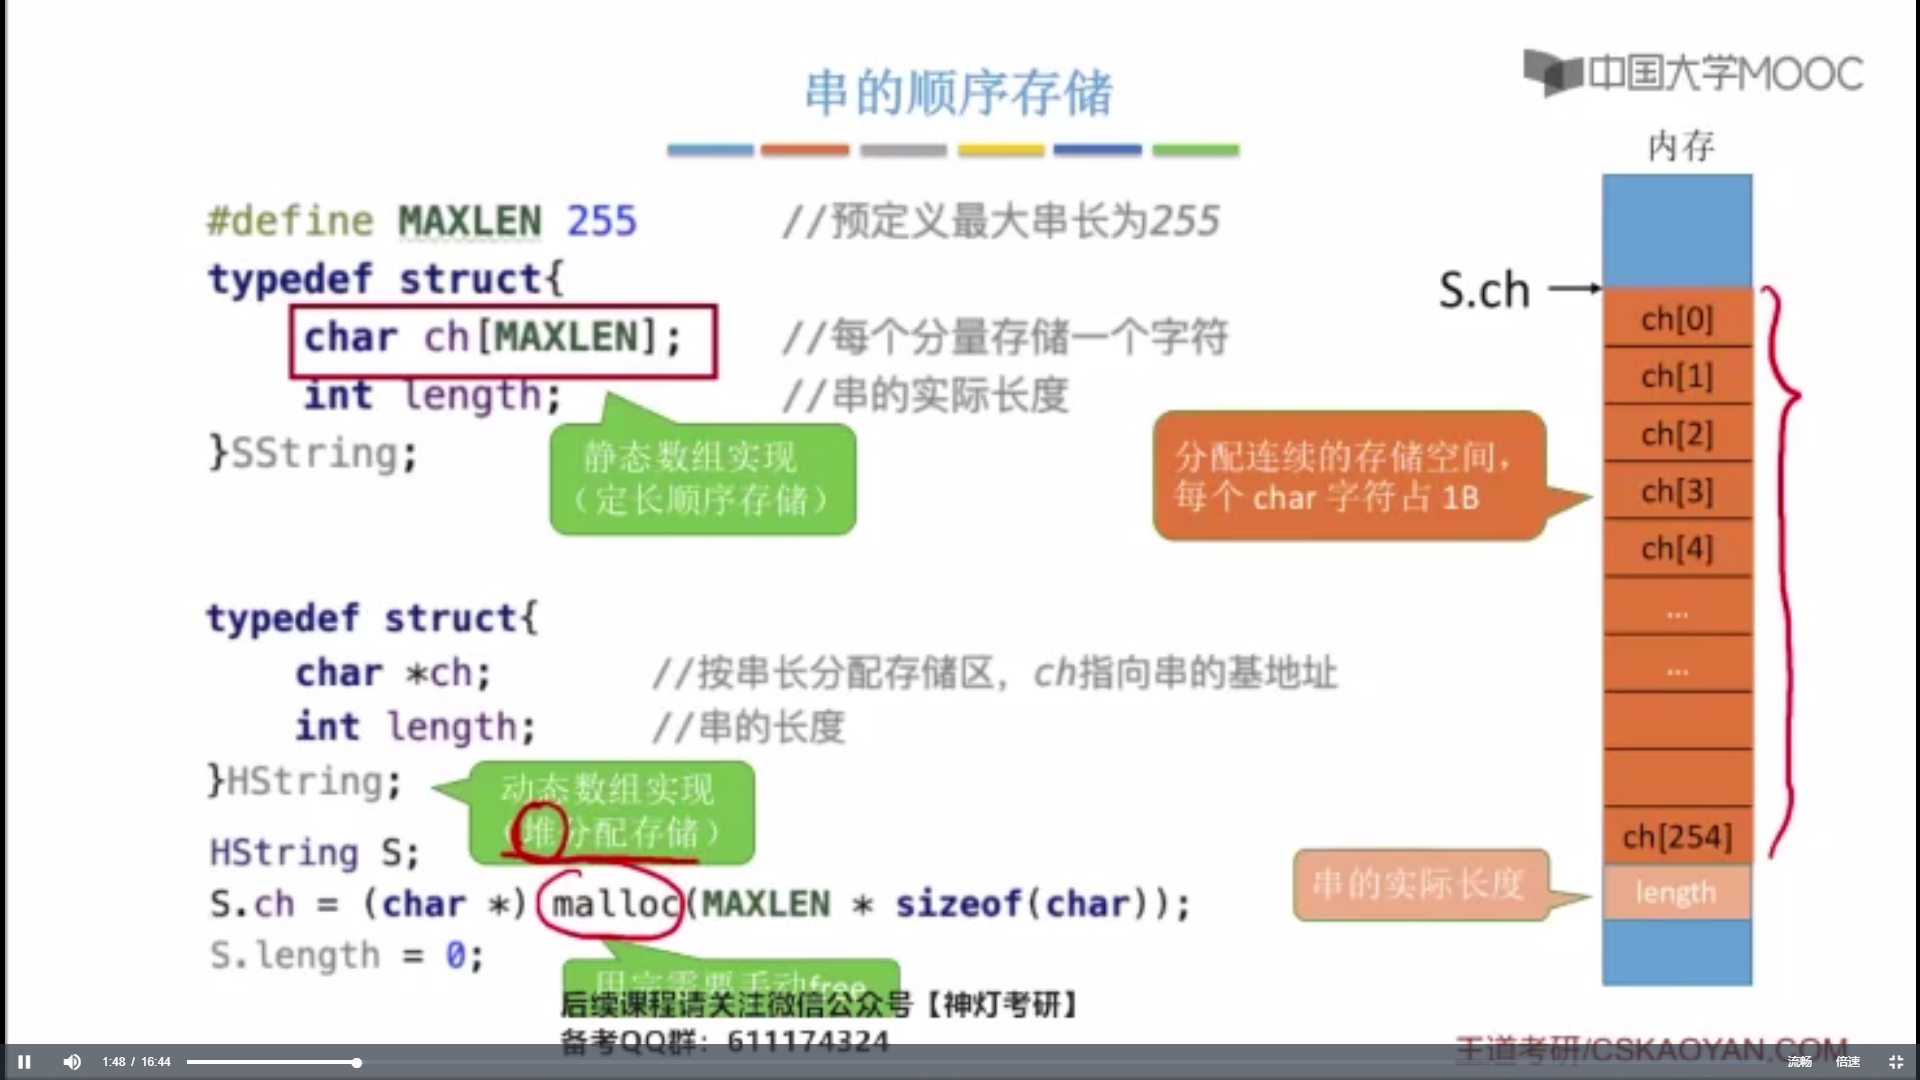 串的顺序存储
中国大学MOOC
内存
#define MAXLEN 255 //预定义最大串长为255
typedef struct{
char ch[MAXLEN]; //每个分量存储一个字符
int length; //串的实际长度
}SString;
静态数组实现
（定长顺序存储）
S.ch
ch[0]
ch[1]
ch[2]
ch[3]
ch[4]
...
...
ch[254]
length
分配连续的存储空间，
每个 char 字符占 1B
串的实际长度
typedef struct{
char *ch; //按串长分配存储区，ch指向串的基地址
int length; //串的长度
}HString;
动态数组实现
（堆分配存储）
HString S;
S.ch = (char *) malloc(MAXLEN * sizeof(char));
S.length = 0;
用完需要手动free
后续课程请关注微信公众号【神灯考研】
备考QQ群：611174324
王道考研/CSKAOYAN.COM
1:48 / 16:44
流畅
倍速